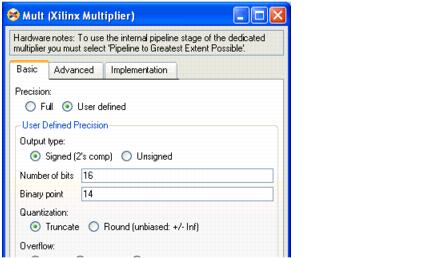 Mult (Xilinx Multiplier)
Hardware notes: To use the internal pipeline stage of the dedicated
multiplier you must select 'Pipeline to Greatest Extent Possible'.
Basic Advanced Implementation
Precision:
Full User defined
User Defined Precision
Output type:
Signed (2's comp) Unsigned
Number of bits 16
Binary point 14
Quantization:
Truncate Round (unbiased: +/- Inf)
Overflow: